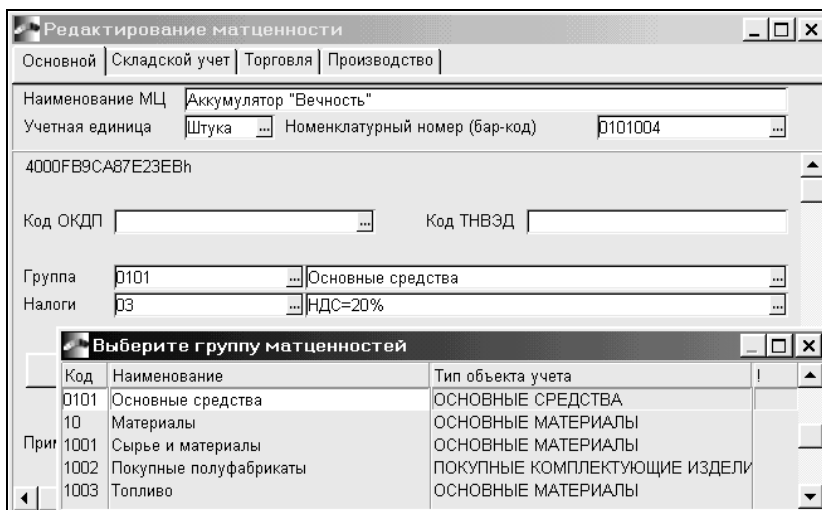 Редактирование матценности
Основной Складской учет Торговля Производство
Наименование МЦ Аккумулятор "Вечность"
Учетная единица Штука ... Номенклатурный номер (бар-код) 0101004 ...
4000FB9CA87E23EBh
Код ОКДП ... Код ТНВЭД
Группа 0101 ... Основные средства ...
Налоги 03 ... НДС=20% ...
Выберите группу матценностей
Код Наименование Тип объекта учета !
0101 Основные средства ОСНОВНЫЕ СРЕДСТВА
10 Материалы ОСНОВНЫЕ МАТЕРИАЛЫ
При 1001 Сырье и материалы ОСНОВНЫЕ МАТЕРИАЛЫ
1002 Покупные полуфабрикаты ПОКУПНЫЕ КОМПЛЕКТУЮЩИЕ ИЗДЕЛИ
1003 Топливо ОСНОВНЫЕ МАТЕРИАЛЫ